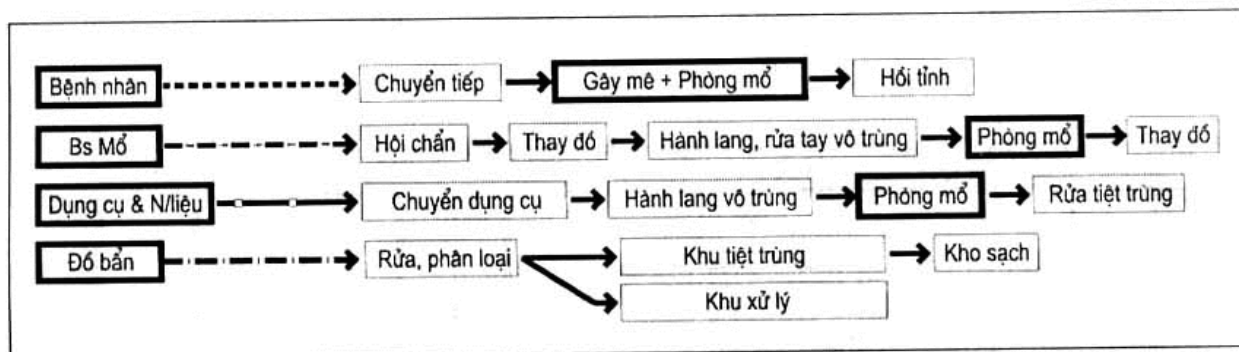 Bệnh nhân Chuyển tiếp Gây mê + Phòng mổ Hồi tỉnh
Bs Mổ Hội chẩn Thay đồ Hành lang, rửa tay vô trùng Phòng mổ Thay đồ
Dụng cụ & N/liệu Chuyển dụng cụ Hành lang vô trùng Phòng mổ Rửa tiệt trùng
Đồ bẩn Rửa, phân loại Khu tiệt trùng Kho sạch
Khu xử lý